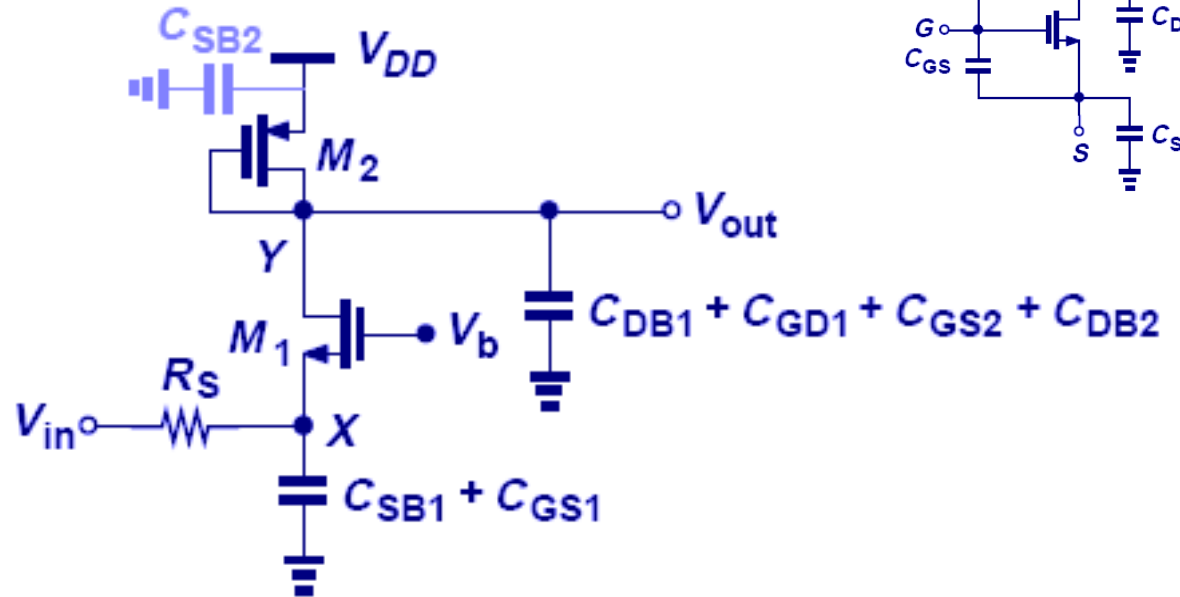 C_SB2
V_DD
M_2
V_out
Y
C_DB1 + C_GD1 + C_GS2 + C_DB2
M_1
V_b
R_S
V_in
X
C_SB1 + C_GS1
G
C_GS
S